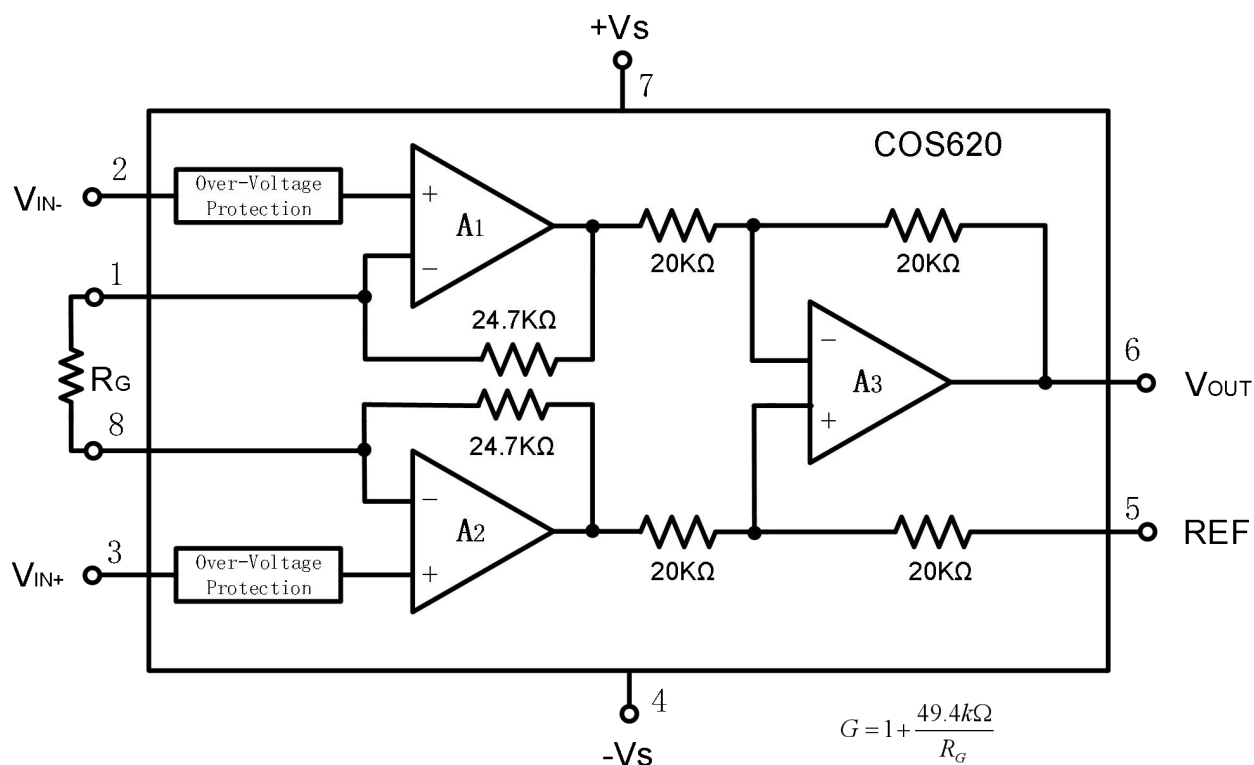 +Vs
7
COS620
2
VIN-
Over-Voltage
Protection
+
A1
−
20KΩ
20KΩ
1
24.7KΩ
RG
−
A3
+
6
VOUT
8
24.7KΩ
−
A2
+
5
REF
3
VIN+
Over-Voltage
Protection
20KΩ
20KΩ
4
-Vs
G = 1 + 49.4kΩ / RG